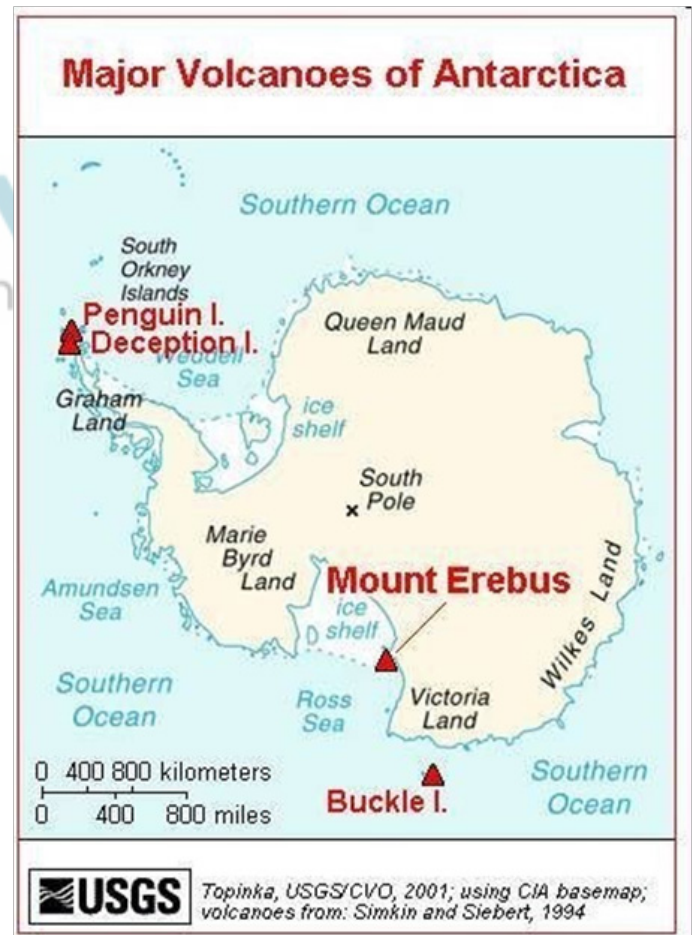 Major Volcanoes of Antarctica
Southern Ocean
South
Orkney
Islands
Penguin I.
Deception I.
Weddell
Sea
Queen Maud
Land
Graham
Land
ice
shelf
South
Pole
Marie
Byrd
Land
Mount Erebus
Amundsen
Sea
ice
shelf
Wilkes Land
Southern
Ocean
Ross
Sea
Victoria
Land
0 400 800 kilometers
0 400 800 miles
Buckle I.
Southern
Ocean
USGS
Topinka, USGS/CVO, 2001; using CIA basemap;
volcanoes from: Simkin and Siebert, 1994